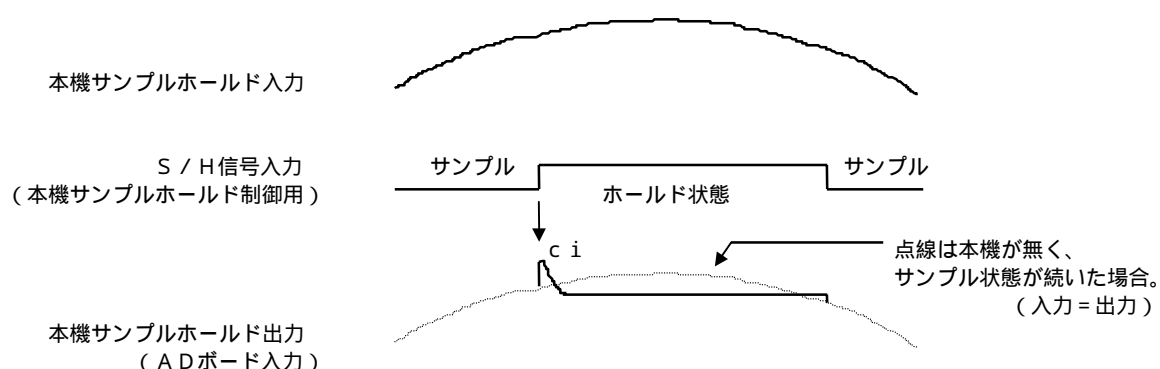 本機サンプルホールド入力
S/H信号入力
(本機サンプルホールド制御用)
サンプル
サンプル
ホールド状態
ci
点線は本機が無く、
サンプル状態が続いた場合。
(入力=出力)
本機サンプルホールド出力
(ADボード入力)